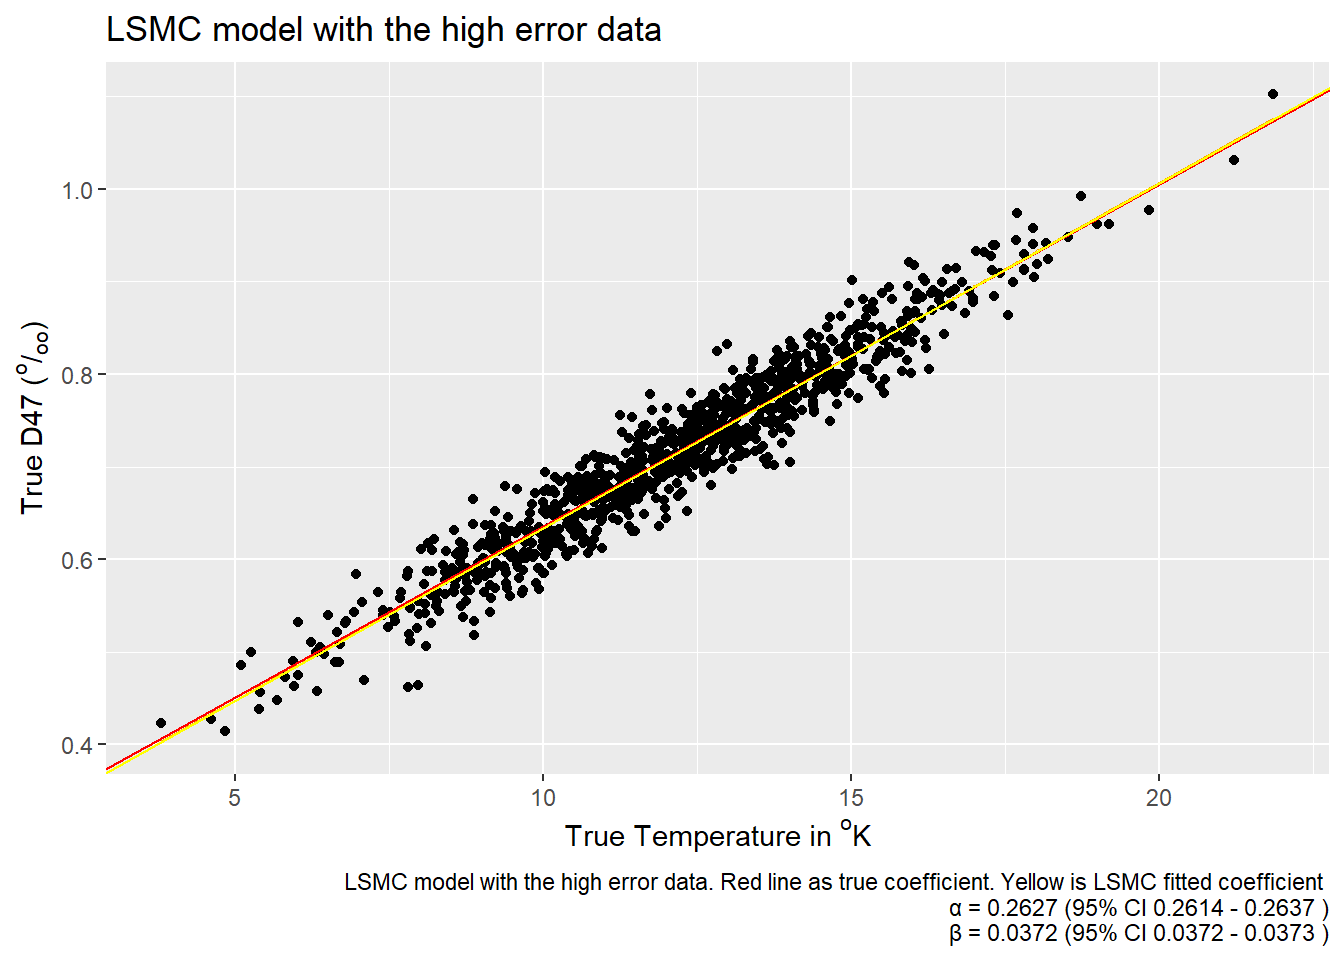 LSMC model with the high error data
1.0
0.8
0.6
0.4
True D47 (o/oo)
5 10 15 20
True Temperature in oK
LSMC model with the high error data. Red line as true coefficient. Yellow is LSMC fitted coefficient
α = 0.2627 (95% CI 0.2614 - 0.2637 )
β = 0.0372 (95% CI 0.0372 - 0.0373 )